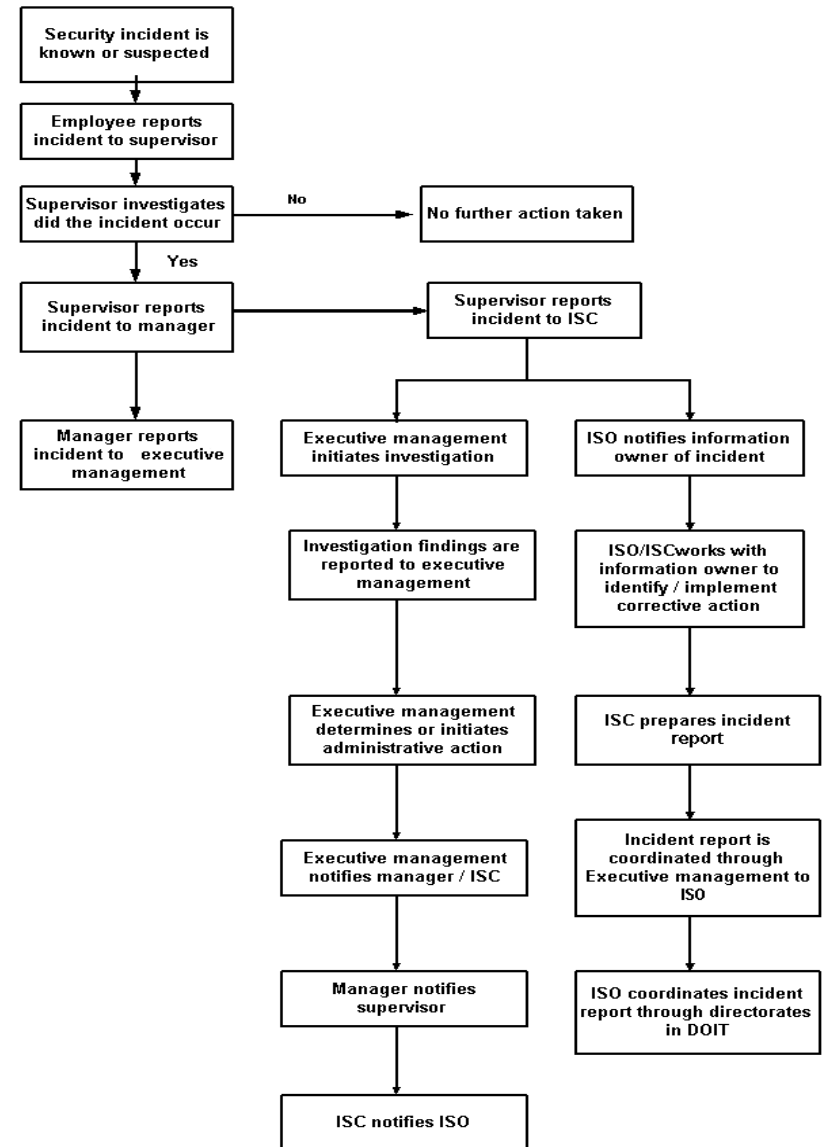 Security incident is
known or suspected
Employee reports
incident to supervisor
Supervisor investigates
did the incident occur
No
No further action taken
Yes
Supervisor reports
incident to manager
Supervisor reports
incident to ISC
Manager reports
incident to executive
management
Executive management
initiates investigation
ISO notifies information
owner of incident
Investigation findings are
reported to executive
management
ISO/ISCworks with
information owner to
identify / implement
corrective action
Executive management
determines or initiates
administrative action
ISC prepares incident
report
Executive management
notifies manager / ISC
Incident report is
coordinated through
Executive management to
ISO
Manager notifies
supervisor
ISO coordinates incident
report through directorates
in DOIT
ISC notifies ISO